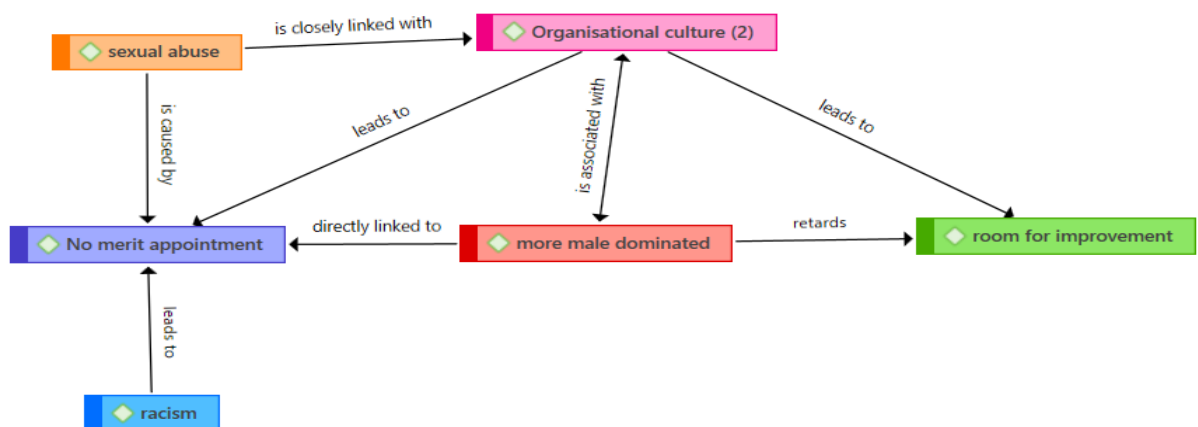 is closely linked with
Organisational culture (2)
sexual abuse
is caused by
leads to
is associated with
leads to
No merit appointment
directly linked to
more male dominated
retards
room for improvement
leads to
racism